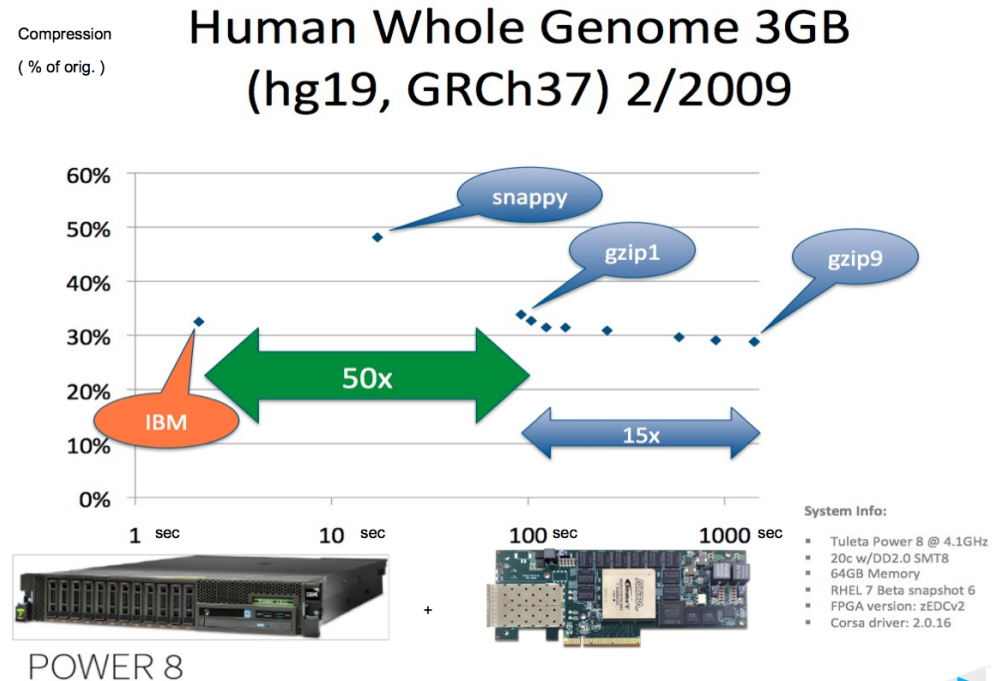 Compression
( % of orig. )
Human Whole Genome 3GB
(hg19, GRCh37) 2/2009
60%
50%
40%
30%
20%
10%
0%
snappy
gzip1
gzip9
50x
IBM
15x
1 sec
10 sec
100 sec
1000 sec
System Info:
▪ Tuleta Power 8 @ 4.1GHz
▪ 20c w/DD2.0 SMT8
▪ 64GB Memory
▪ RHEL 7 Beta snapshot 6
▪ FPGA version: zEDCv2
▪ Corsa driver: 2.0.16
IBM
+
POWER 8